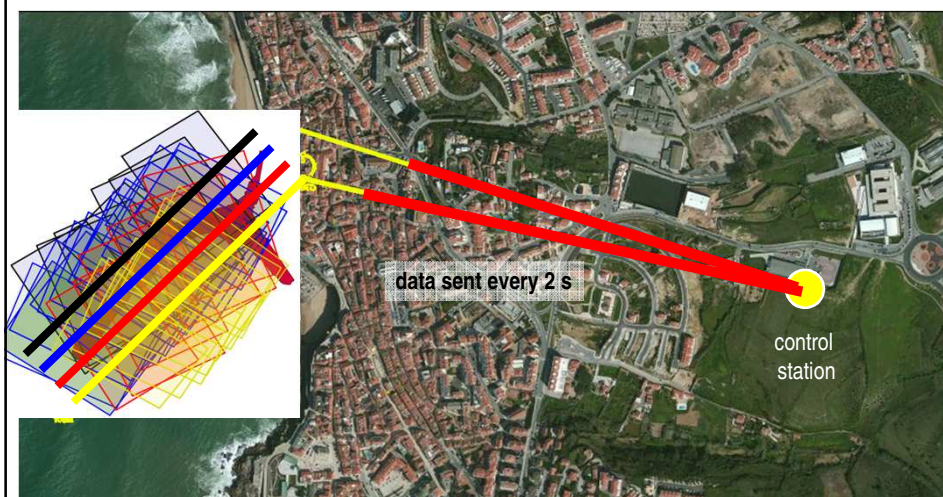 data sent every 2 s
control
station